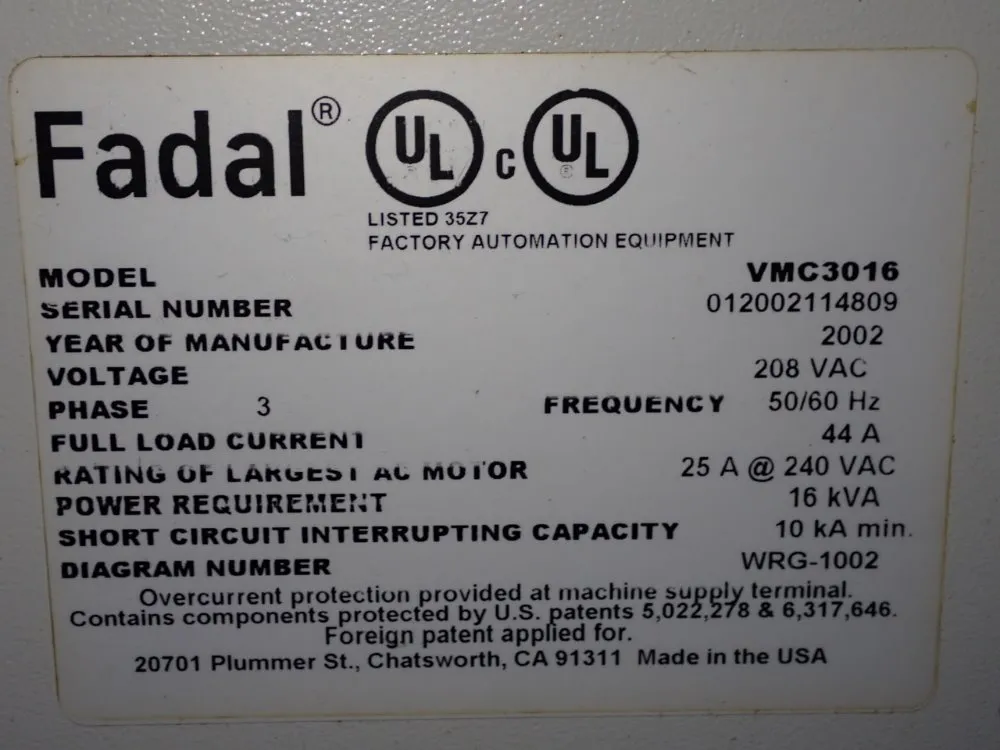 Fadal® UL c UL
LISTED 35Z7
FACTORY AUTOMATION EQUIPMENT
MODEL VMC3016
SERIAL NUMBER 012002114809
YEAR OF MANUFACTURE 2002
VOLTAGE 208 VAC
PHASE 3 FREQUENCY 50/60 Hz
FULL LOAD CURRENT 44 A
RATING OF LARGEST AC MOTOR 25 A @ 240 VAC
POWER REQUIREMENT 16 kVA
SHORT CIRCUIT INTERRUPTING CAPACITY 10 kA min.
DIAGRAM NUMBER WRG-1002
Overcurrent protection provided at machine supply terminal.
Contains components protected by U.S. patents 5,022,278 & 6,317,646.
Foreign patent applied for.
20701 Plummer St., Chatsworth, CA 91311 Made in the USA